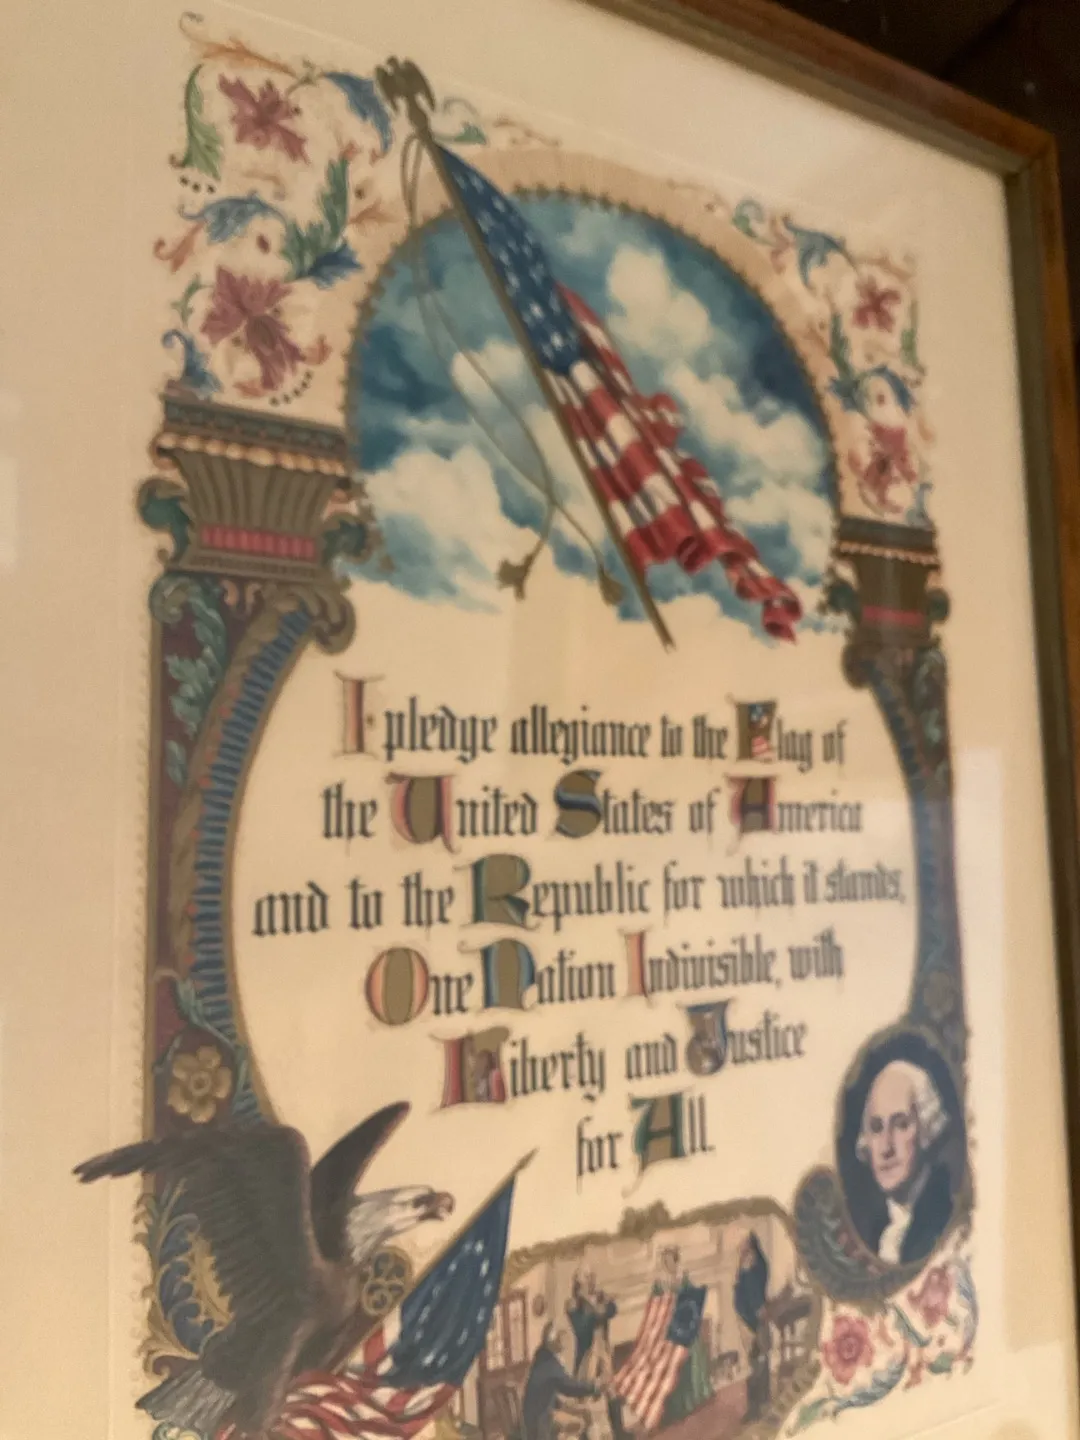 I pledge allegiance to the Flag of
the United States of America
and to the Republic for which it stands,
One Nation Indivisible, with
Liberty and Justice
for All.